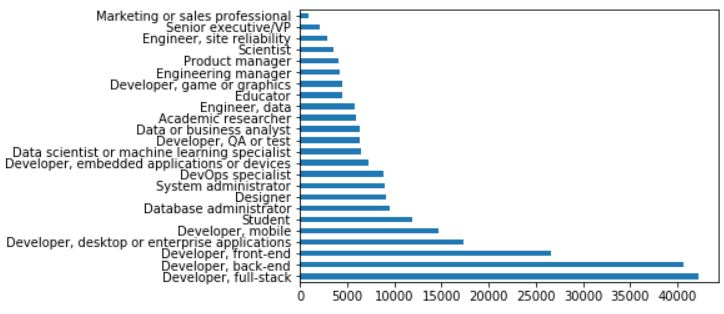 Marketing or sales professional
Senior executive/VP
Engineer, site reliability
Scientist
Product manager
Engineering manager
Developer, game or graphics
Educator
Engineer, data
Academic researcher
Data or business analyst
Developer, QA or test
Data scientist or machine learning specialist
Developer, embedded applications or devices
DevOps specialist
System administrator
Designer
Database administrator
Student
Developer, mobile
Developer, desktop or enterprise applications
Developer, front-end
Developer, back-end
Developer, full-stack
0 5000 10000 15000 20000 25000 30000 35000 40000